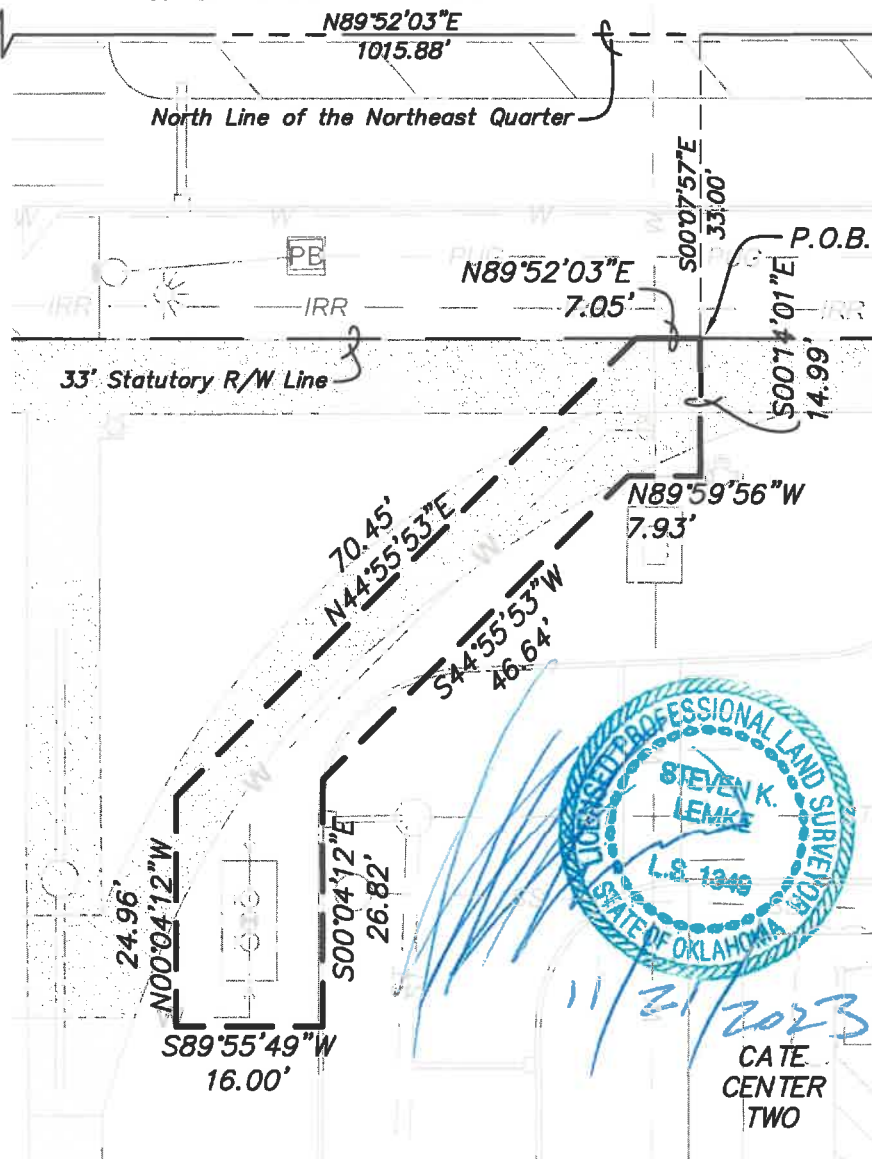 N89°52'03"E
1015.88'
North Line of the Northeast Quarter
S00°07'57"E
33.00'
W
W
W
PB
PUG
PUG
P.O.B.
N89°52'03"E
7.05'
IRR
IRR
IRR
S00°14'01"E
14.99'
33' Statutory R/W Line
N89°59'56"W
7.93'
70.45'
N44°55'53"E
W
S44°55'53"W
46.64'
W
LICENSED PROFESSIONAL LAND SURVEYOR
STEVEN K.
LEMKE
L.S. 1349
STATE OF OKLAHOMA
24.96'
N00°04'12"W
S00°04'12"E
26.82'
S89°55'49"W
16.00'
11 21 2023
CATE
CENTER
TWO